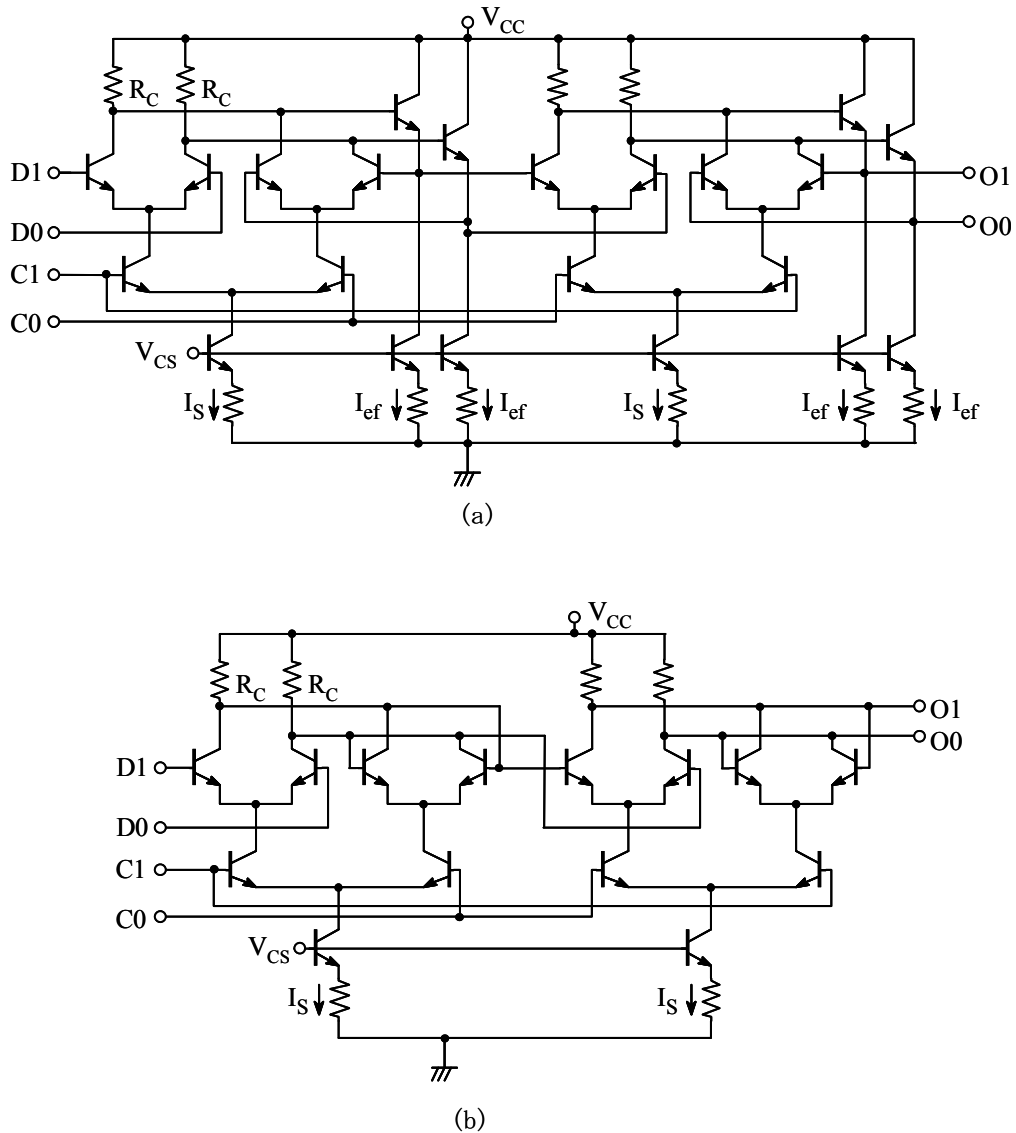 V_CC
R_C R_C
D1 O1
D0 O0
C1
C0
V_CS
I_S I_ef I_ef I_S I_ef I_ef
(a)
V_CC
R_C R_C
O1
O0
D1
D0
C1
C0
V_CS
I_S I_S
(b)